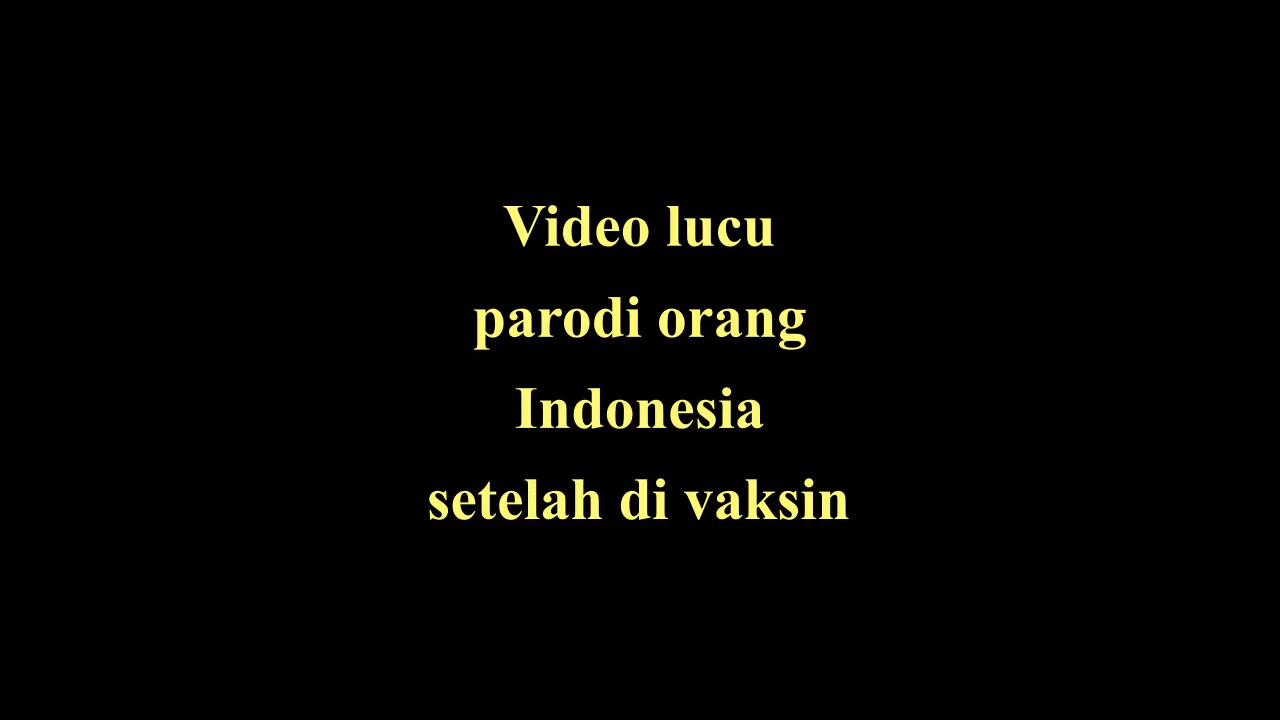 Video lucu
parodi orang
Indonesia
setelah di vaksin